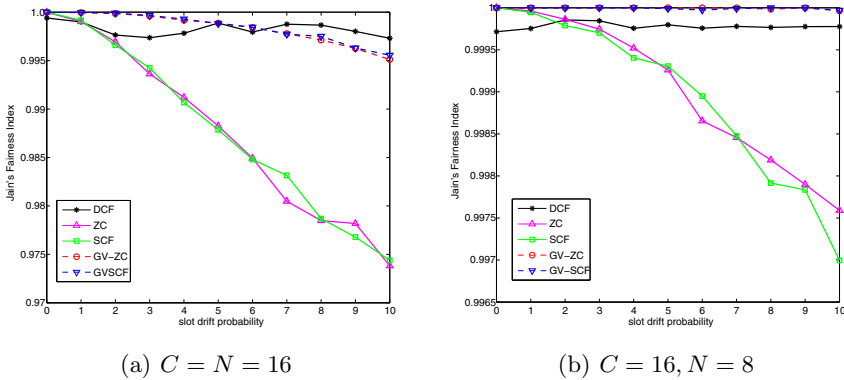 1.00
0.995
0.99
0.985
0.98
0.975
0.97
Jain's Fairness Index
DCF
ZC
SCF
GV-ZC
GVSCF
0 1 2 3 4 5 6 7 8 9 10
slot drift probability
(a) C = N = 16
100
0.9995
0.999
0.9985
0.998
0.9975
0.997
0.9965
Jain's Fairness Index
DCF
ZC
SCF
GV-ZC
GV-SCF
0 1 2 3 4 5 6 7 8 9 10
slot drift probability
(b) C = 16, N = 8